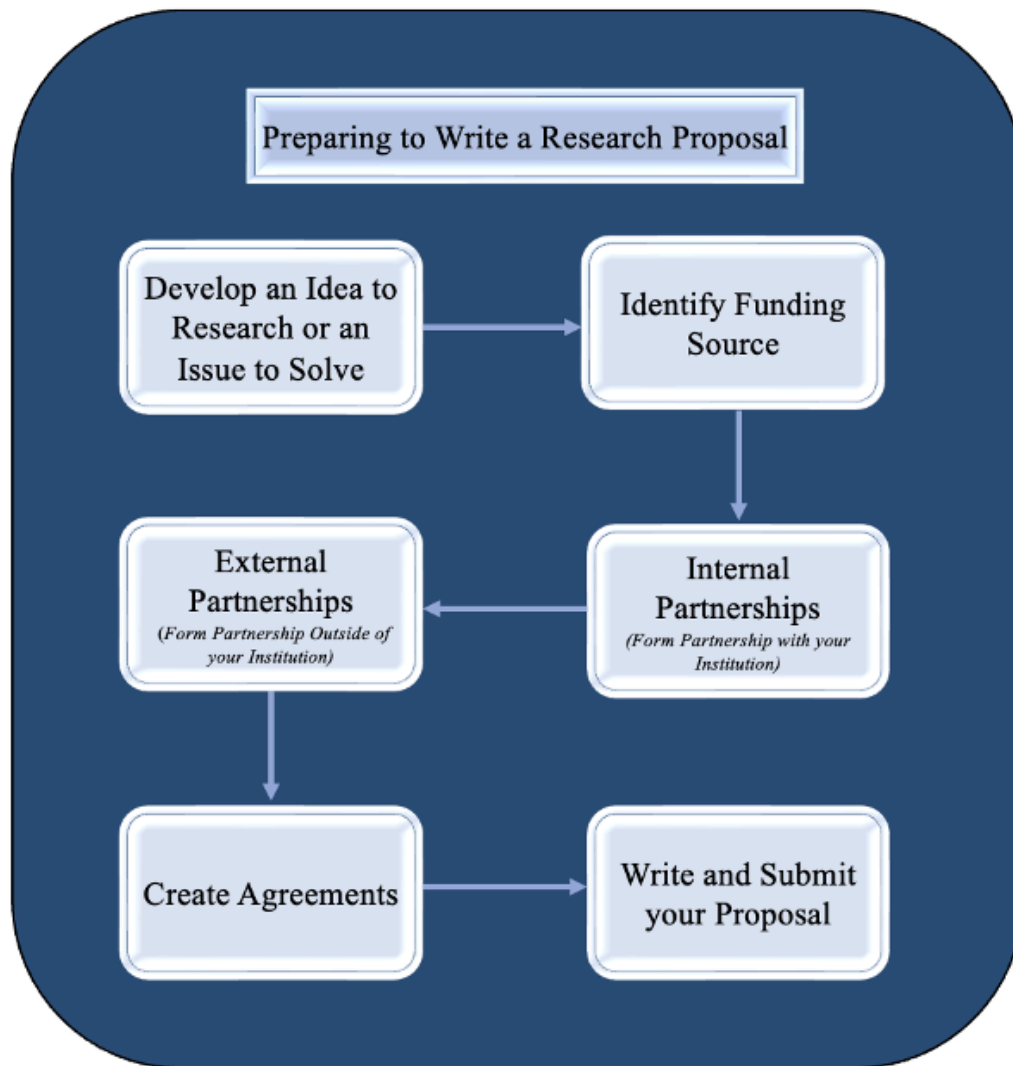 Preparing to Write a Research Proposal
Develop an Idea to
Research or an
Issue to Solve
Identify Funding
Source
Internal
Partnerships
(Form Partnership with your
Institution)
External
Partnerships
(Form Partnership Outside of
your Institution)
Create Agreements
Write and Submit
your Proposal